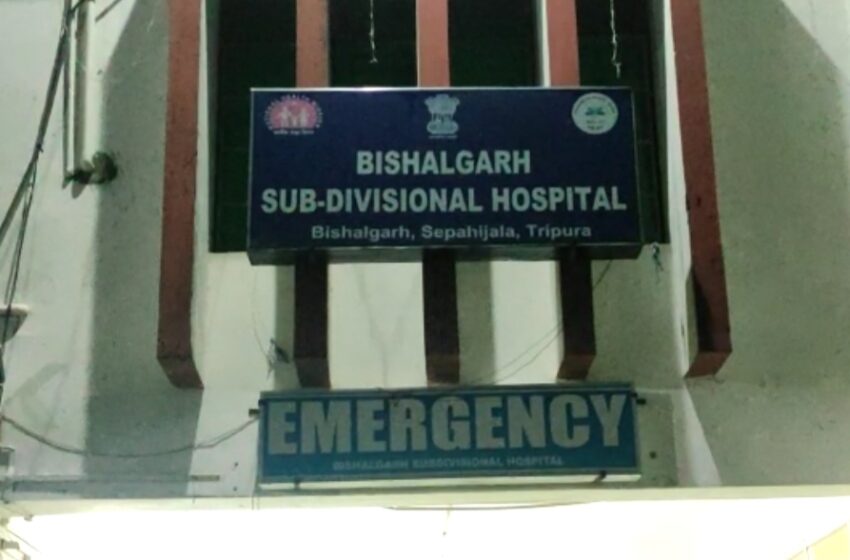 BISHALGARH
SUB-DIVISIONAL HOSPITAL
Bishalgarh, Sepahijala, Tripura
EMERGENCY
BISHALGARH SUBDIVISIONAL HOSPITAL